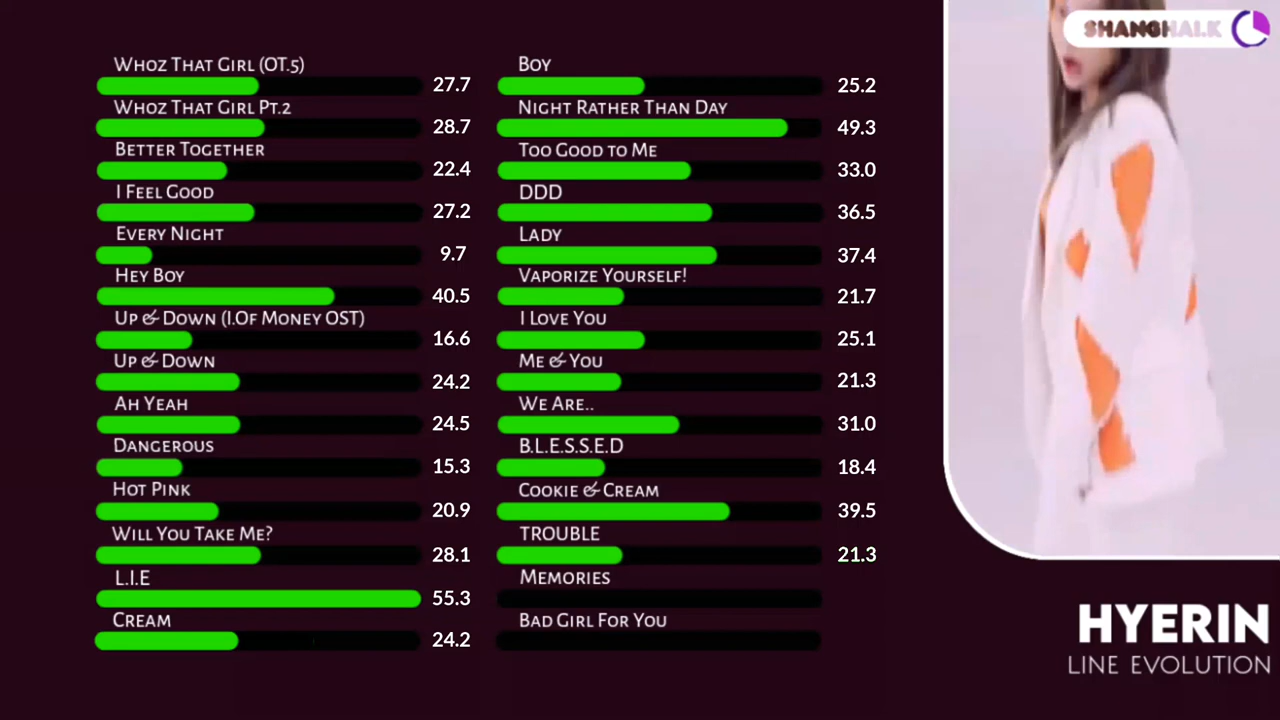 SHANGHALK
WHOZ THAT GIRL (OT.5)
27.7
WHOZ THAT GIRL PT.2
28.7
BETTER TOGETHER
22.4
I FEEL GOOD
27.2
EVERY NIGHT
9.7
HEY BOY
40.5
UP & DOWN (I.OF MONEY OST)
16.6
UP & DOWN
24.2
AH YEAH
24.5
DANGEROUS
15.3
HOT PINK
20.9
WILL YOU TAKE ME?
28.1
L.I.E
55.3
CREAM
24.2
BOY
25.2
NIGHT RATHER THAN DAY
49.3
TOO GOOD TO ME
33.0
DDD
36.5
LADY
37.4
VAPORIZE YOURSELF!
21.7
I LOVE YOU
25.1
ME & YOU
21.3
WE ARE..
31.0
B.L.E.S.S.E.D
18.4
COOKIE & CREAM
39.5
TROUBLE
21.3
MEMORIES
BAD GIRL FOR YOU
HYERIN
LINE EVOLUTION